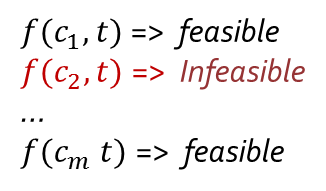 f(c₁, t) => feasible
f(c₂, t) => Infeasible
...
f(cₘ t) => feasible